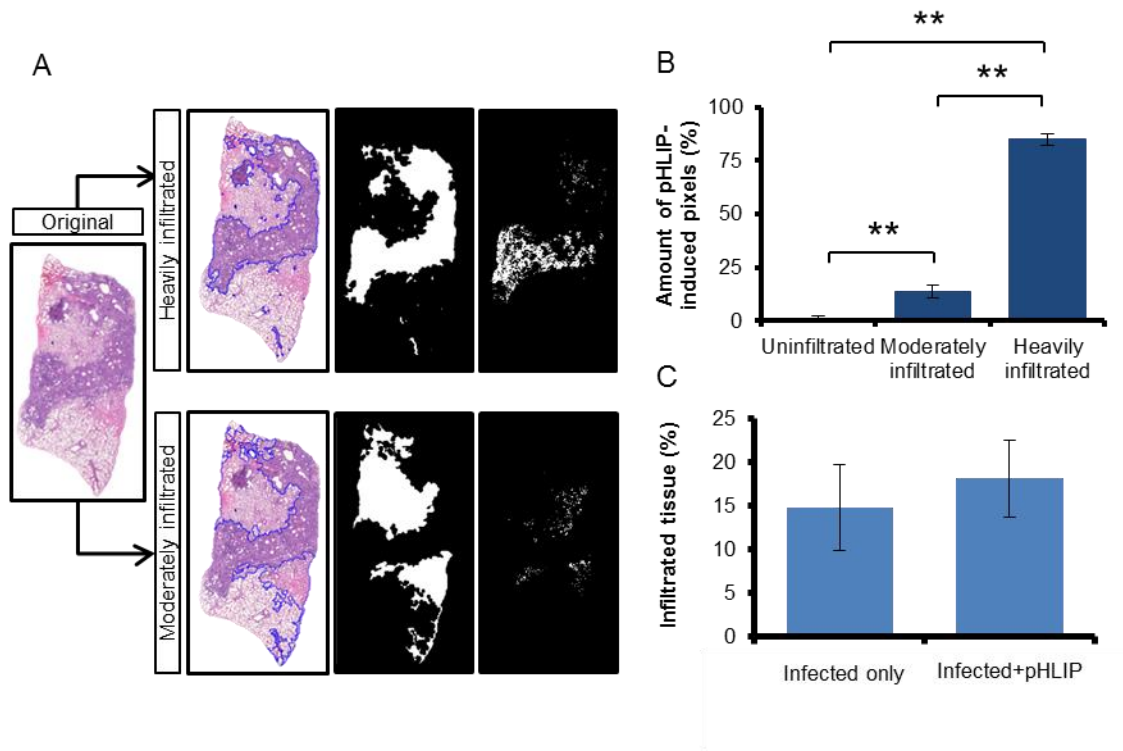 A
Original
Heavily infiltrated
Moderately infiltrated
B
**
**
**
Amount of pHLIP-
induced pixels (%)
100
75
50
25
0
Uninfiltrated
Moderately
infiltrated
Heavily
infiltrated
C
Infiltrated tissue (%)
25
20
15
10
5
0
Infected only
Infected+pHLIP